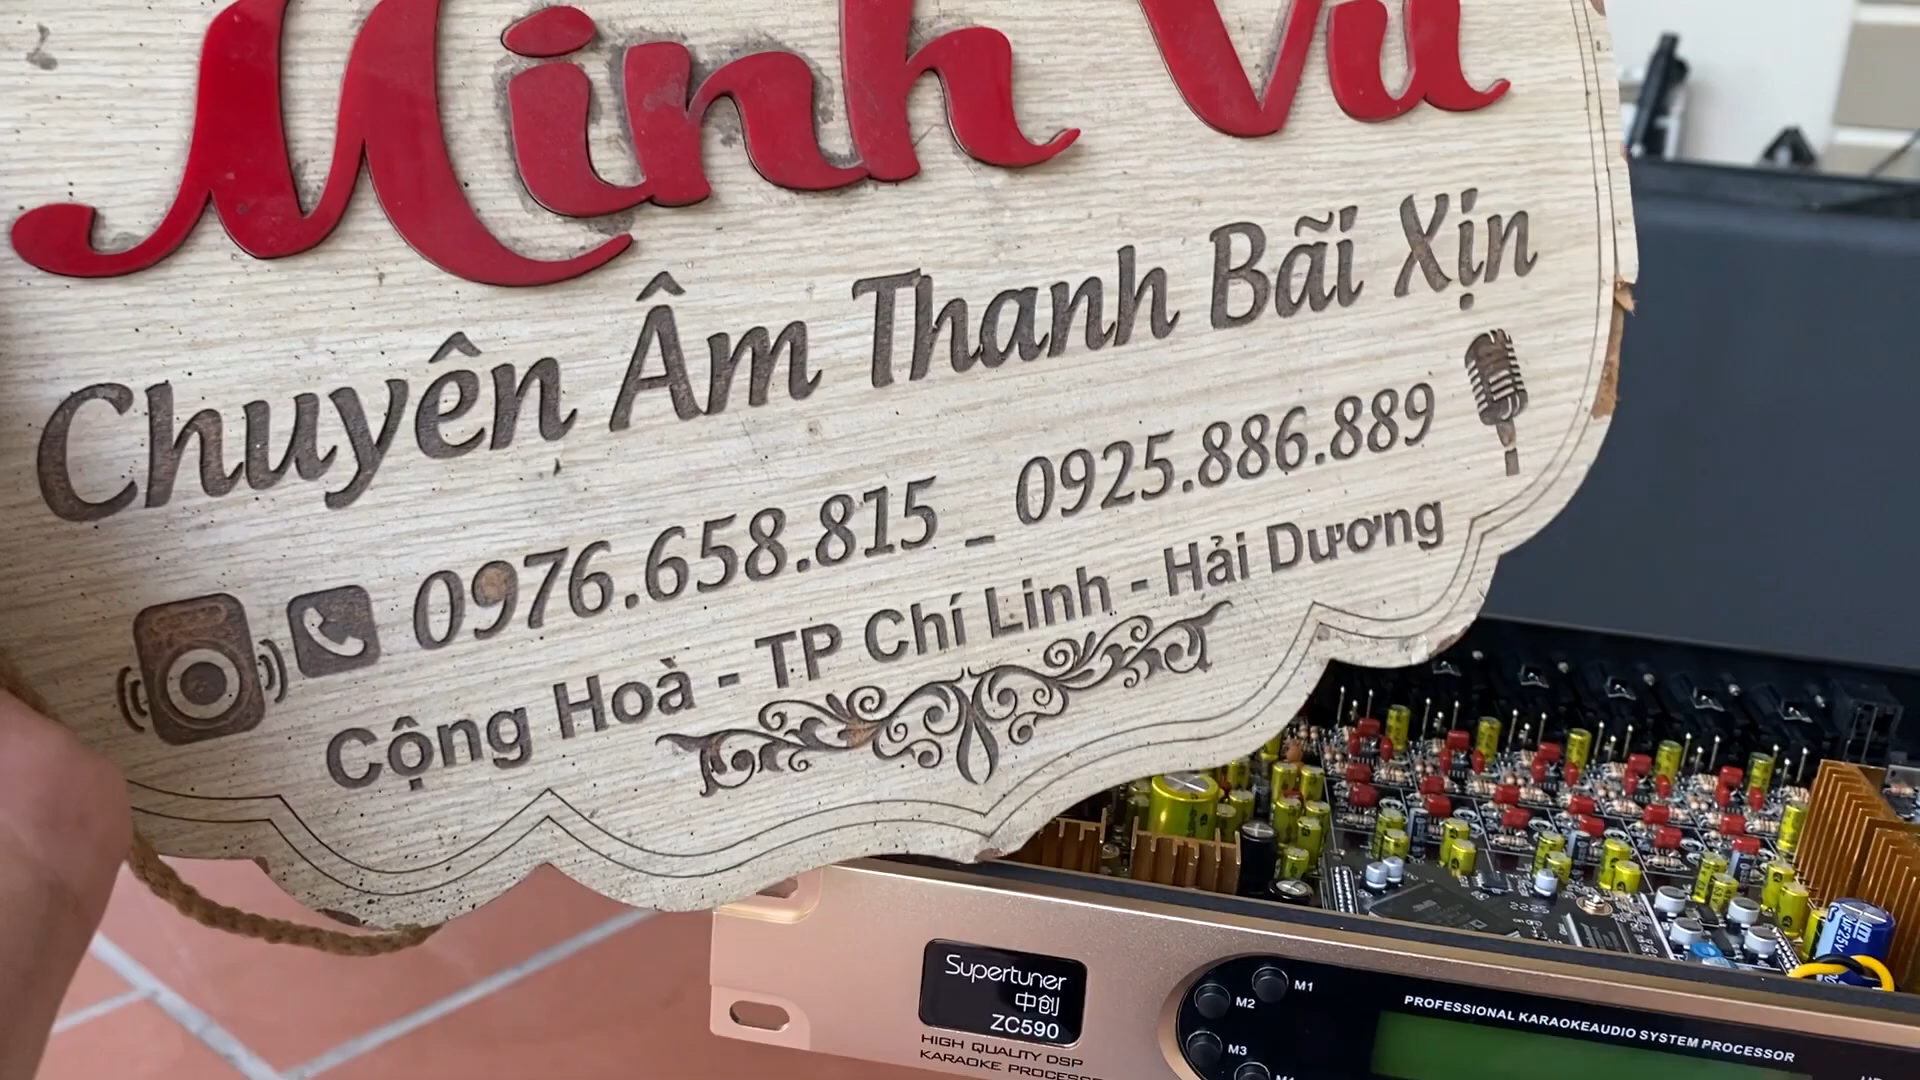 Minh Vũ
Chuyên Âm Thanh Bãi Xịn
0976.658.815 _ 0925.886.889
Cộng Hoà - TP Chí Linh - Hải Dương
Supertuner
中创
ZC590
HIGH QUALITY DSP
KARAOKE PROCESSO
M1
M2
M3
PROFESSIONAL KARAOKEAUDIO SYSTEM PROCESSOR